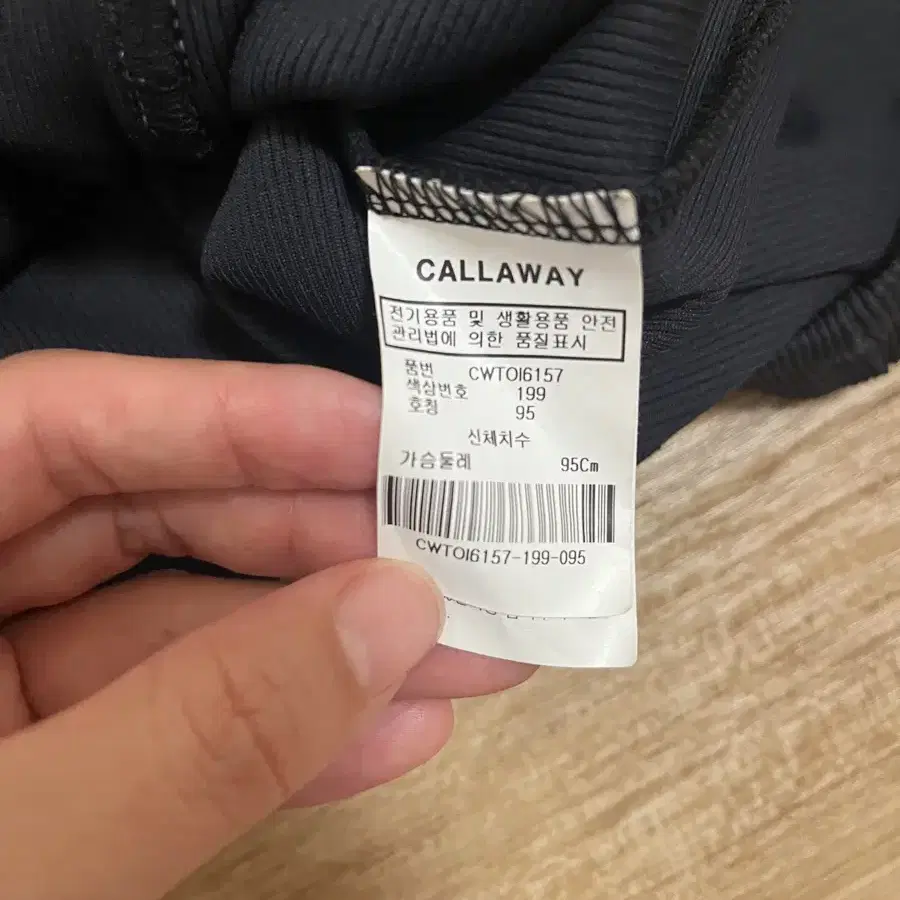 CALLAWAY
전기용품 및 생활용품 안전
관리법에 의한 품질표시
품번 CWTOI6157
색상번호 199
호칭 95
신체치수
가슴둘레 95Cm
CWTOI6157-199-095